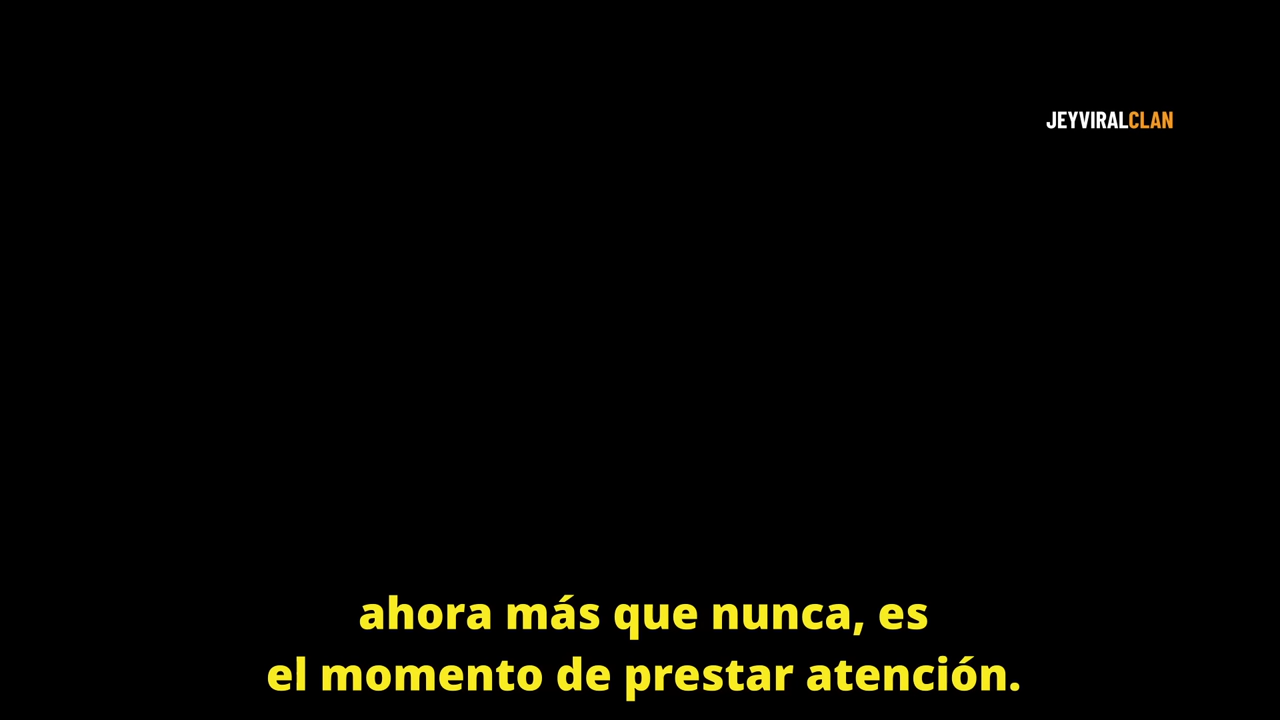 JEYVIRALCLAN
ahora más que nunca, es
el momento de prestar atención.